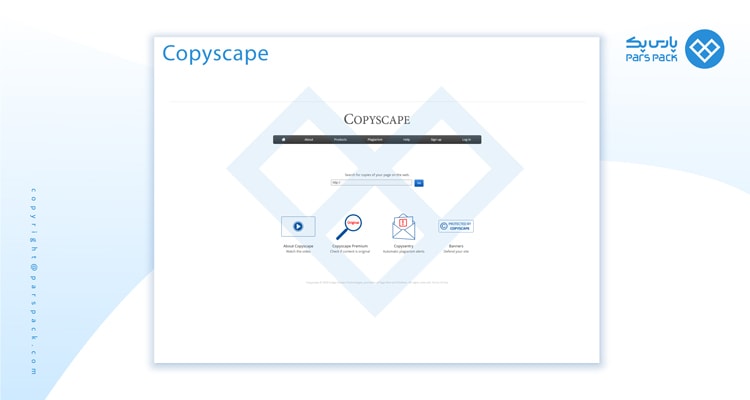 Copyscape
پارس پک
PARS PACK
COPYSCAPE
About Products Plagiarism Help Sign up Log in
Search for copies of your page on the web.
http://
Go
Original
PROTECTED BY
COPYSCAPE
About Copyscape
Watch the video
Copyscape Premium
Check if content is original
Copysentry
Automatic plagiarism alerts
Banners
Defend your site
copyright@parspack.com